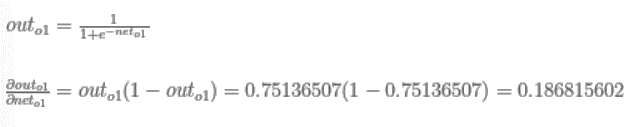 out_{o1} = \frac{1}{1+e^{-net_{o1}}}
\frac{\partial out_{o1}}{\partial net_{o1}} = out_{o1}(1 - out_{o1}) = 0.75136507(1 - 0.75136507) = 0.186815602